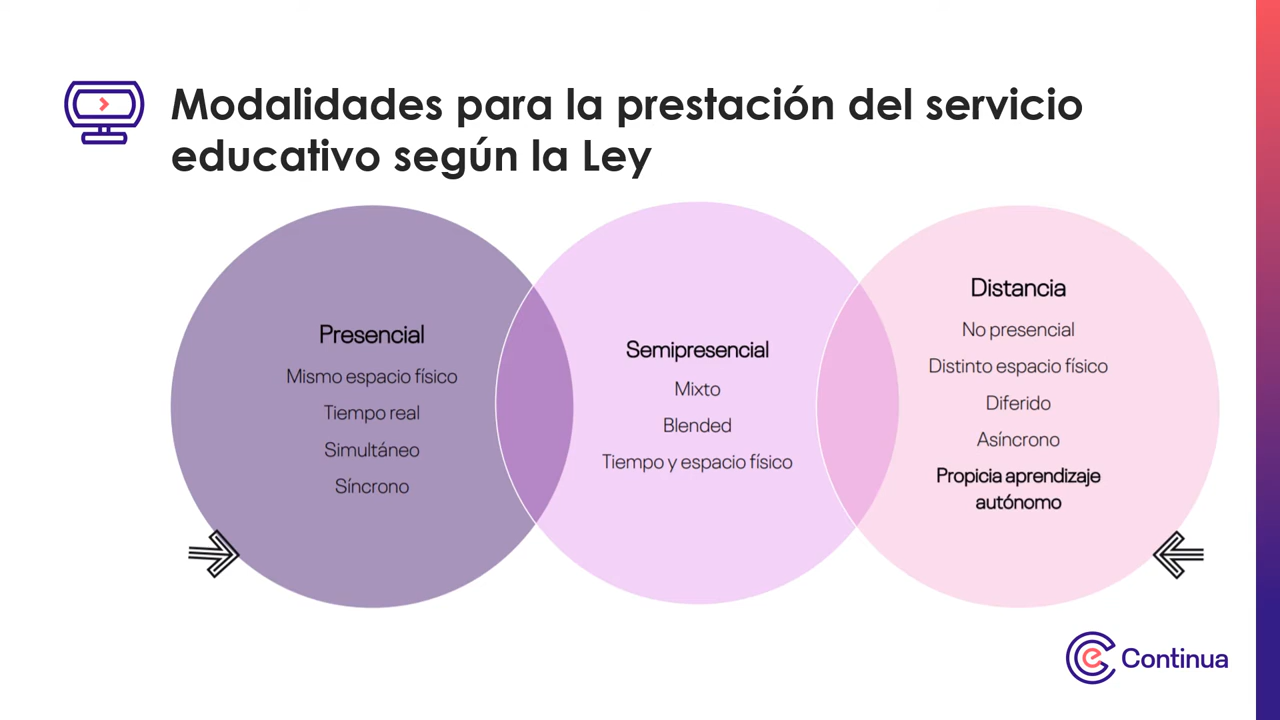 Modalidades para la prestación del servicio
educativo según la Ley
Presencial
Mismo espacio físico
Tiempo real
Simultáneo
Síncrono
Semipresencial
Mixto
Blended
Tiempo y espacio físico
Distancia
No presencial
Distinto espacio físico
Diferido
Asíncrono
Propicia aprendizaje
autónomo
Continua